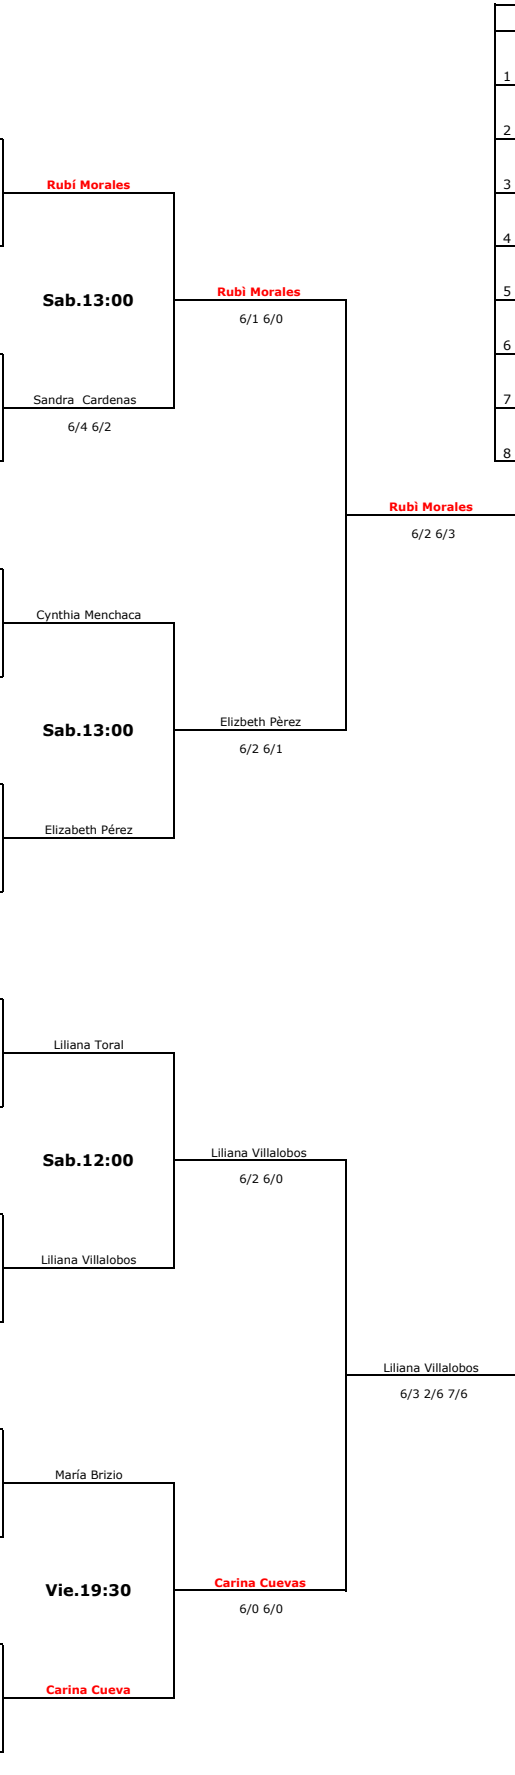 1
2
Rubí Morales
3
4
Sab.13:00
Rubì Morales
5
6/1 6/0
6
Sandra  Cardenas
7
6/4 6/2
8
Rubì Morales
6/2 6/3
Cynthia Menchaca
Sab.13:00
Elizbeth Pèrez
6/2 6/1
Elizabeth Pérez
Liliana Toral
Sab.12:00
Liliana Villalobos
6/2 6/0
Liliana Villalobos
Liliana Villalobos
6/3 2/6 7/6
María Brizio
Vie.19:30
Carina Cuevas
6/0 6/0
Carina Cueva